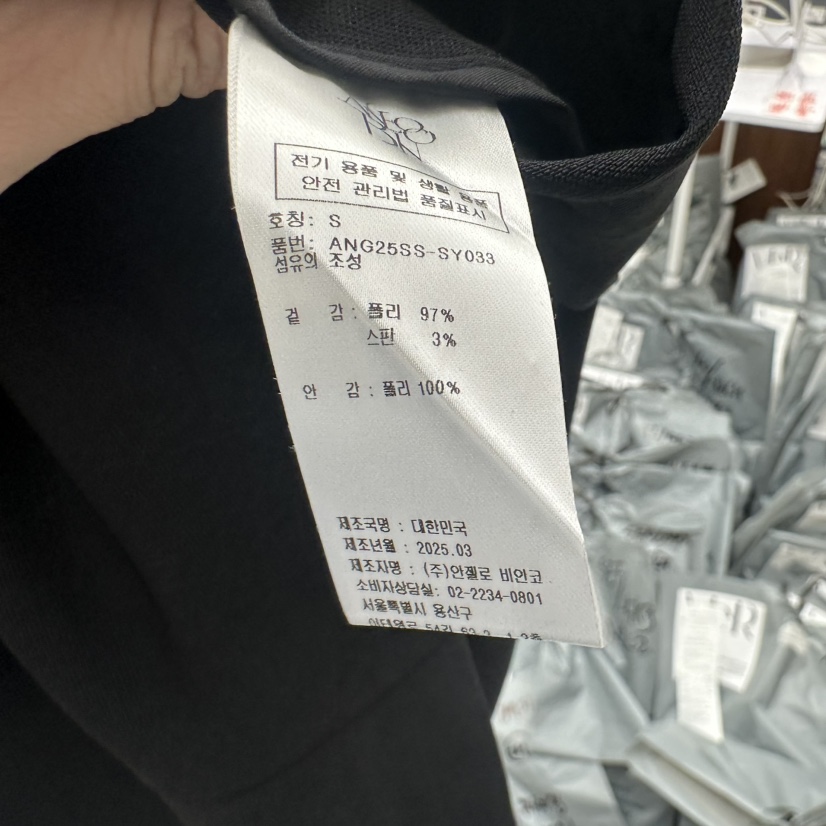 전기 용품 및 생활 용품
안전 관리법 품질표시
호칭: S
품번: ANG25SS-SY033
섬유의 조성
겉 감 : 폴리 97%
스판 3%
안 감 : 폴리 100%
제조국명 : 대한민국
제조년월 : 2025.03
제조자명 : (주)안젤로 비인코
소비자상담실: 02-2234-0801
서울특별시 용산구